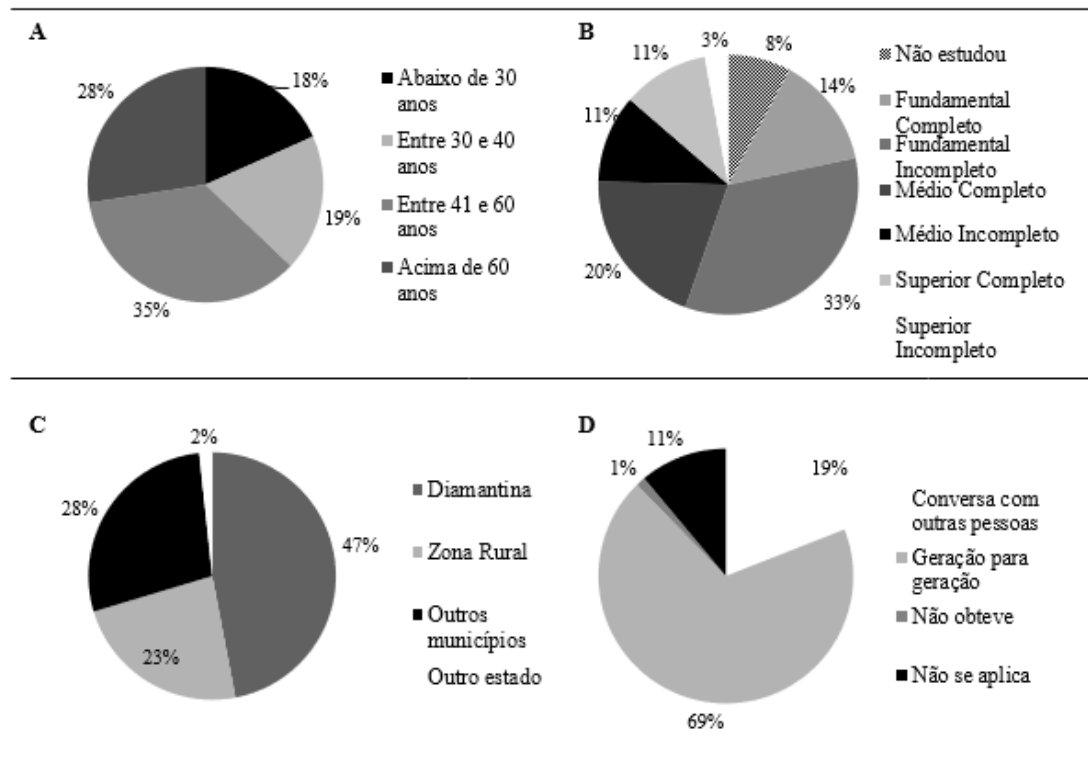 A
18%
19%
35%
28%
Abaixo de 30
anos
Entre 30 e 40
anos
Entre 41 e 60
anos
Acima de 60
anos
B
8%
14%
33%
20%
11%
11%
3%
Não estudou
Fundamental
Completo
Fundamental
Incompleto
Médio Completo
Médio Incompleto
Superior Completo
Superior
Incompleto
C
47%
23%
28%
2%
Diamantina
Zona Rural
Outros
municípios
Outro estado
D
19%
69%
1%
11%
Conversa com
outras pessoas
Geração para
geração
Não obteve
Não se aplica